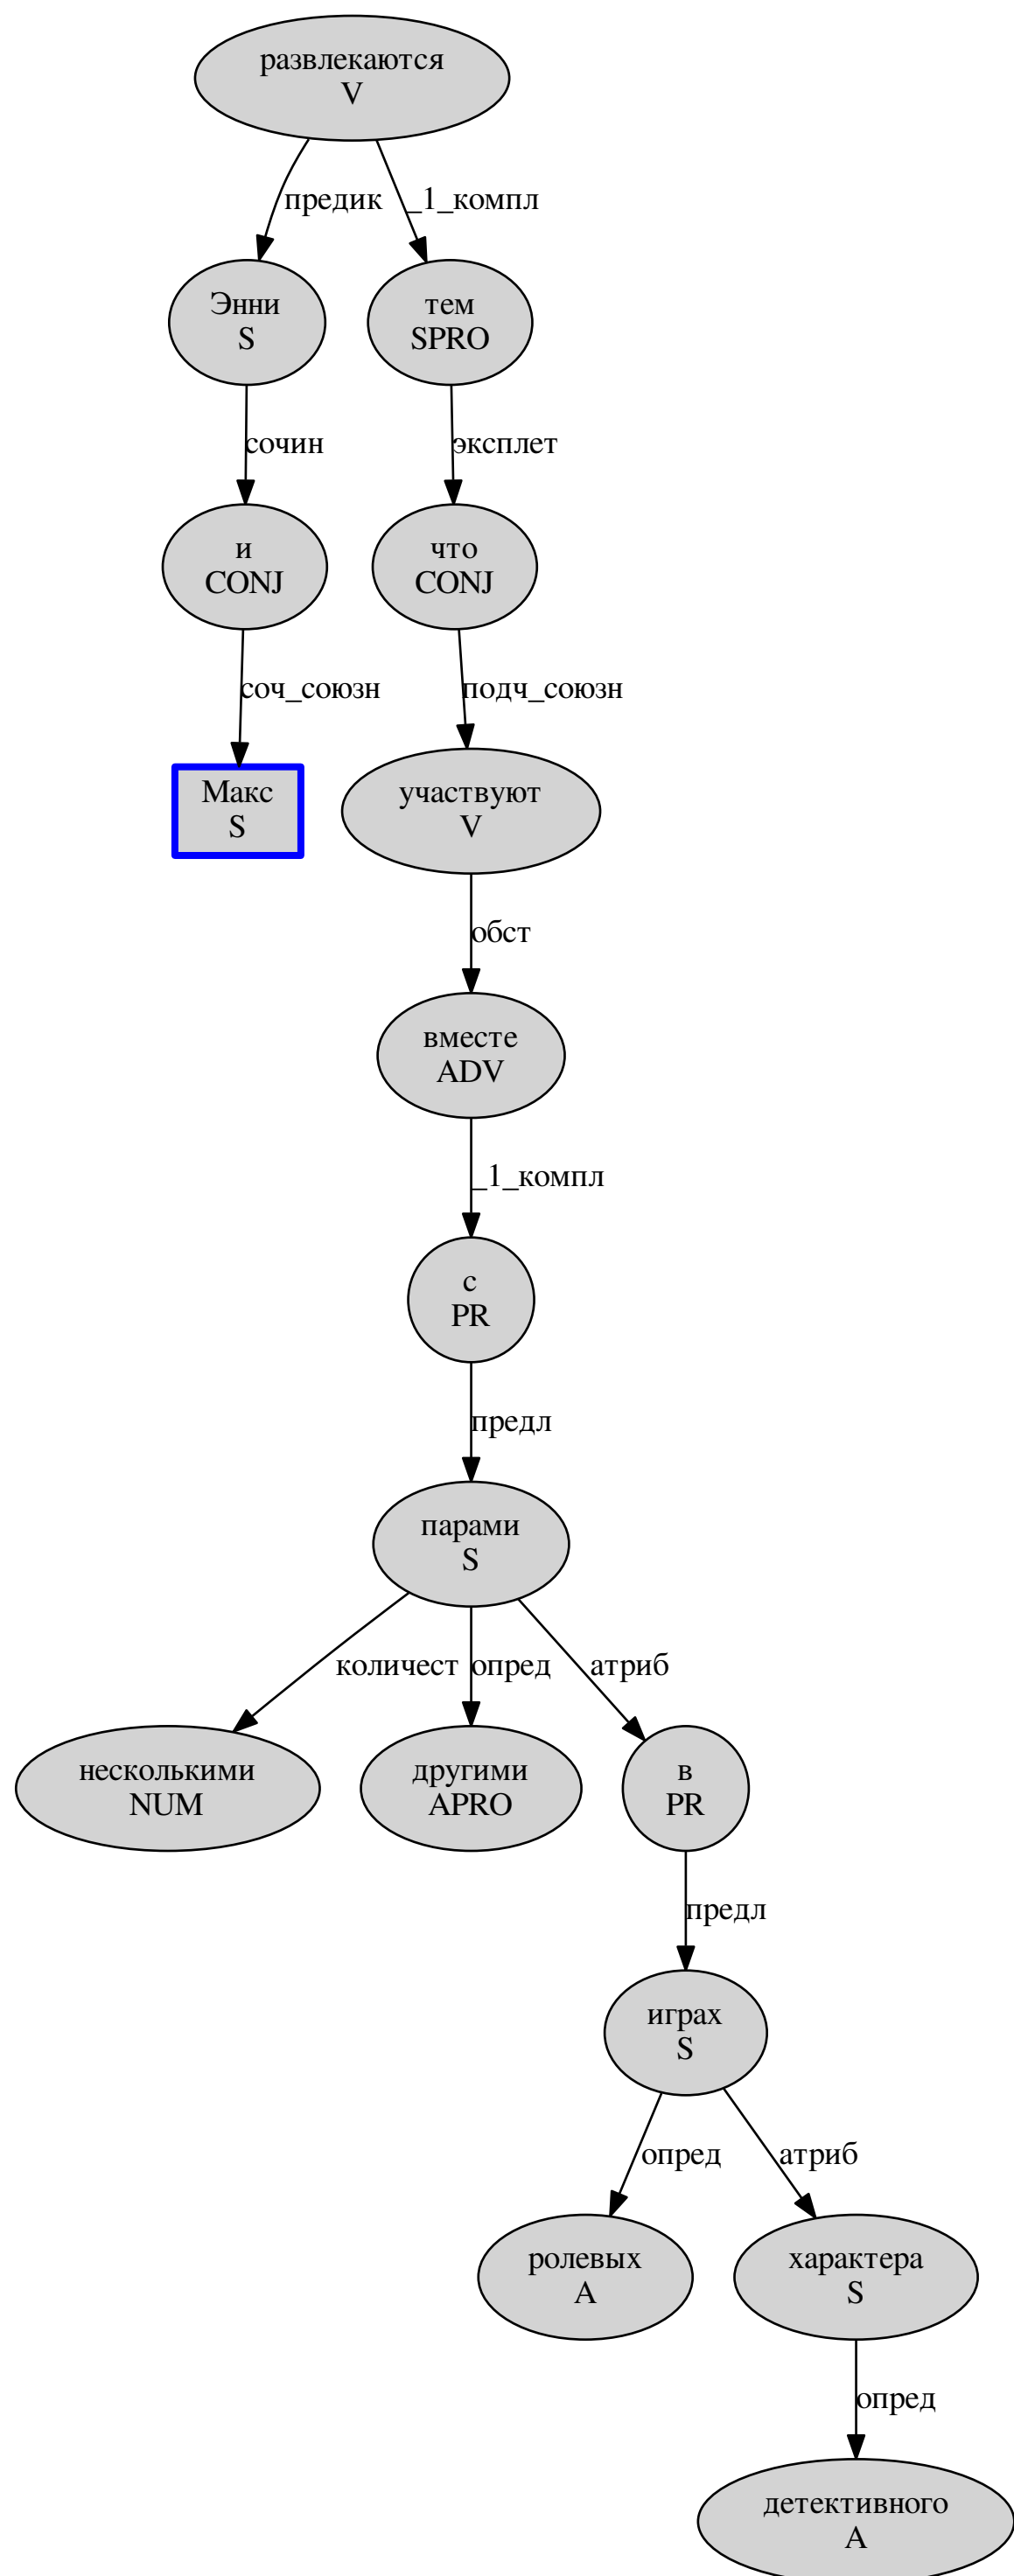 развлекаются
V
предик
_1_компл
Энни
S
тем
SPRO
сочин
эксплет
и
CONJ
что
CONJ
соч_союзн
подч_союзн
Макс
S
участвуют
V
обст
вместе
ADV
_1_компл
с
PR
предл
парами
S
количест
опред
атриб
несколькими
NUM
другими
APRO
в
PR
предл
играх
S
опред
атриб
ролевых
A
характера
S
опред
детективного
A